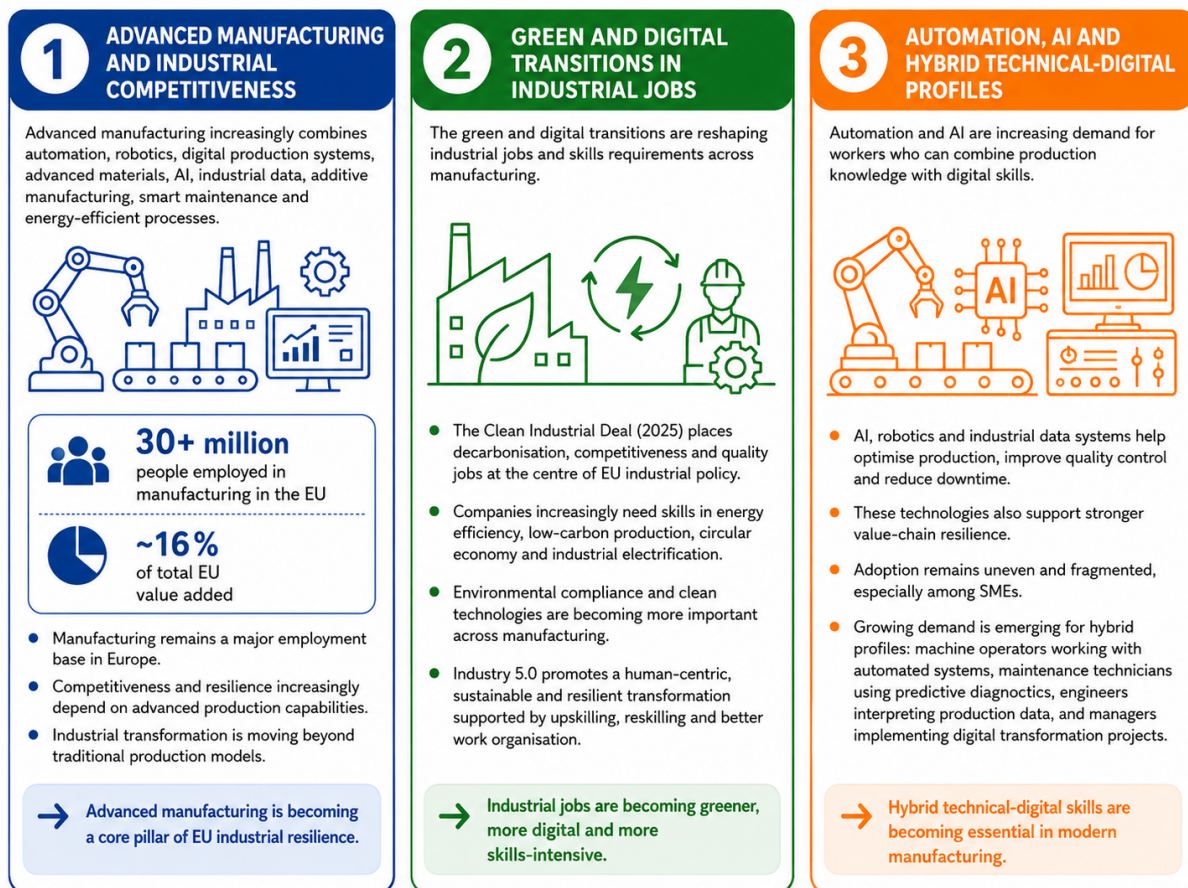 1
ADVANCED MANUFACTURING
AND INDUSTRIAL
COMPETITIVENESS
Advanced manufacturing increasingly combines
automation, robotics, digital production systems,
advanced materials, AI, industrial data, additive
manufacturing, smart maintenance and
energy-efficient processes.
30+ million
people employed in
manufacturing in the EU
~16%
of total EU
value added
Manufacturing remains a major employment
base in Europe.
Competitiveness and resilience increasingly
depend on advanced production capabilities.
Industrial transformation is moving beyond
traditional production models.
Advanced manufacturing is becoming
a core pillar of EU industrial resilience.
2
GREEN AND DIGITAL
TRANSITIONS IN
INDUSTRIAL JOBS
The green and digital transitions are reshaping
industrial jobs and skills requirements across
manufacturing.
The Clean Industrial Deal (2025) places
decarbonisation, competitiveness and quality
jobs at the centre of EU industrial policy.
Companies increasingly need skills in energy
efficiency, low-carbon production, circular
economy and industrial electrification.
Environmental compliance and clean
technologies are becoming more important
across manufacturing.
Industry 5.0 promotes a human-centric,
sustainable and resilient transformation
supported by upskilling, reskilling and better
work organisation.
Industrial jobs are becoming greener,
more digital and more
skills-intensive.
3
AUTOMATION, AI AND
HYBRID TECHNICAL-DIGITAL
PROFILES
Automation and AI are increasing demand for
workers who can combine production
knowledge with digital skills.
AI
AI, robotics and industrial data systems help
optimise production, improve quality control
and reduce downtime.
These technologies also support stronger
value-chain resilience.
Adoption remains uneven and fragmented,
especially among SMEs.
Growing demand is emerging for hybrid
profiles: machine operators working with
automated systems, maintenance technicians
using predictive diagnostics, engineers
interpreting production data, and managers
implementing digital transformation projects.
Hybrid technical-digital skills are
becoming essential in modern
manufacturing.